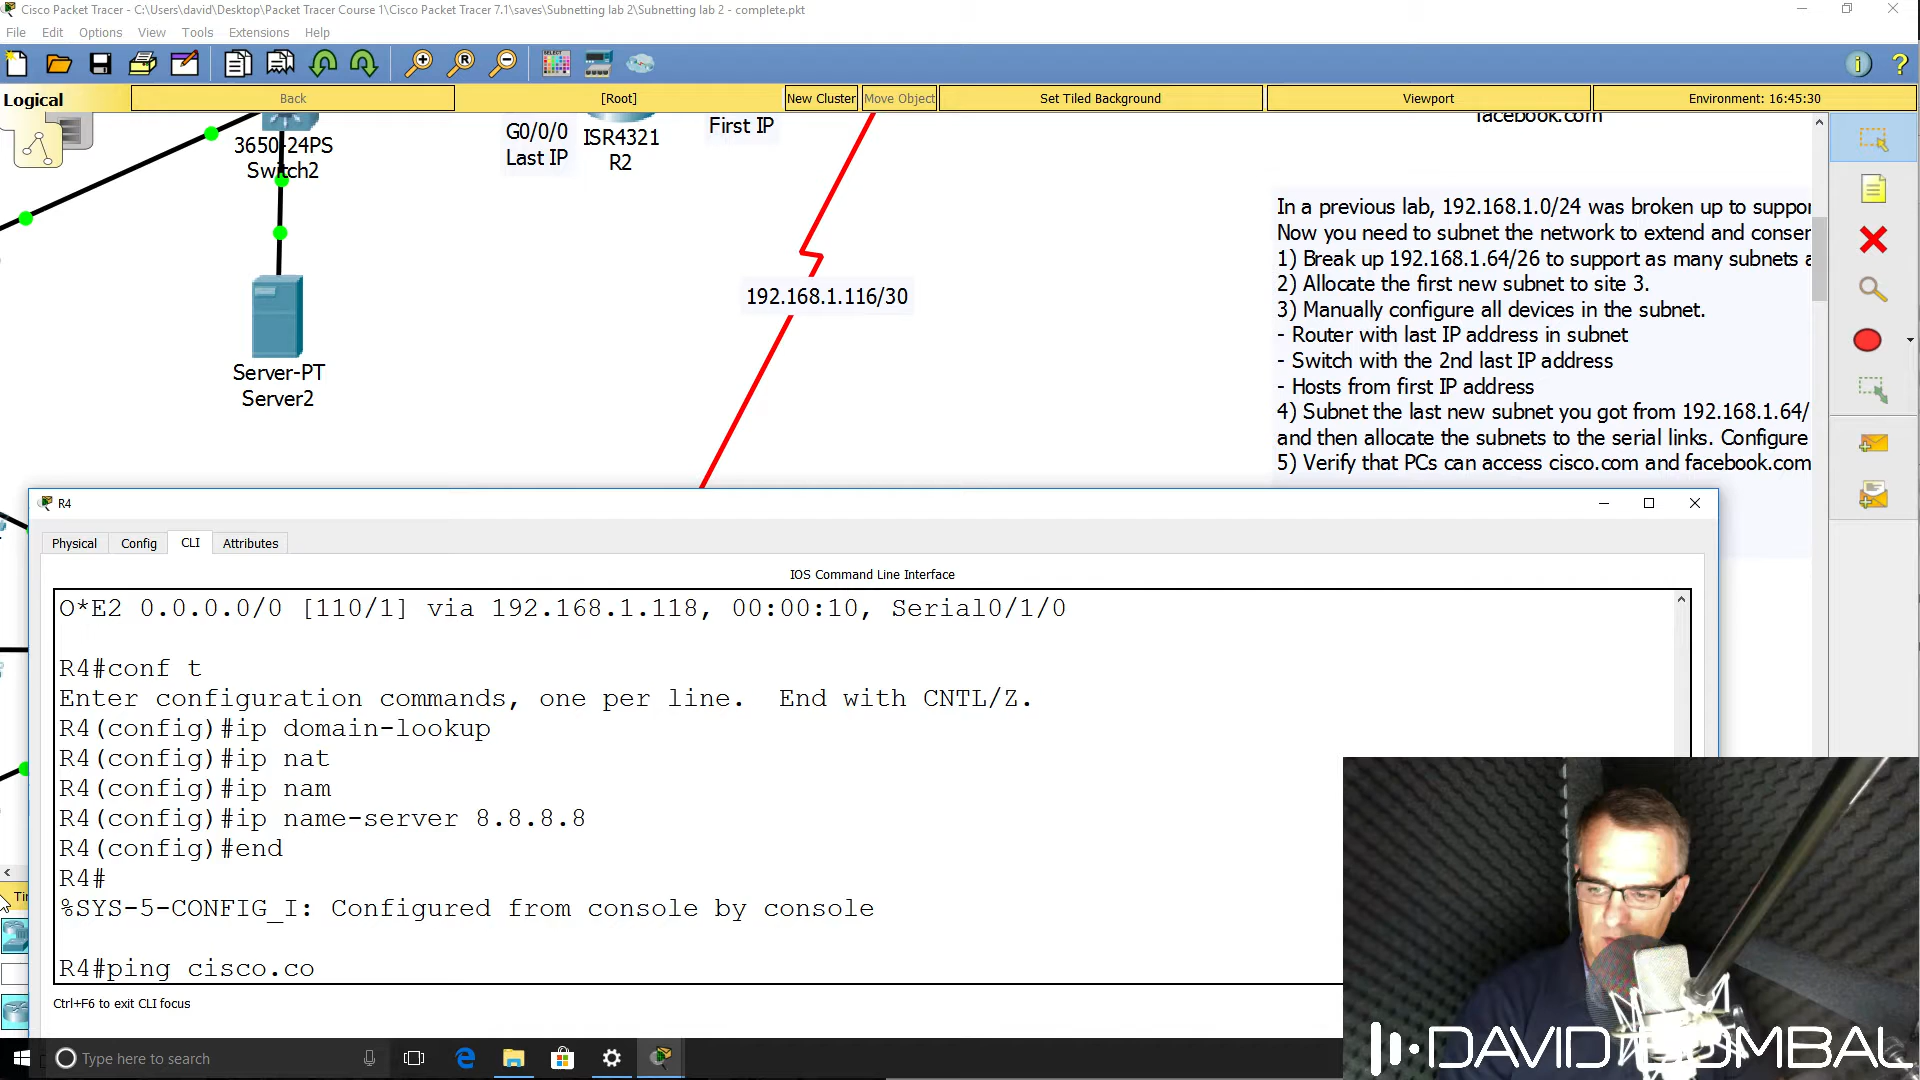 Cisco Packet Tracer - C:\Users\david\Desktop\Packet Tracer Course 1\Cisco Packet Tracer 7.1\saves\Subnetting lab 2\Subnetting lab 2 - complete.pkt
File Edit Options View Tools Extensions Help
Logical Back [Root] New Cluster Move Object Set Tiled Background Viewport Environment: 16:45:30
facebook.com
3650-24PS
Switch2
G0/0/0
Last IP
ISR4321
R2
First IP
192.168.1.116/30
Server-PT
Server2
In a previous lab, 192.168.1.0/24 was broken up to suppor
Now you need to subnet the network to extend and conser
1) Break up 192.168.1.64/26 to support as many subnets a
2) Allocate the first new subnet to site 3.
3) Manually configure all devices in the subnet.
- Router with last IP address in subnet
- Switch with the 2nd last IP address
- Hosts from first IP address
4) Subnet the last new subnet you got from 192.168.1.64/
and then allocate the subnets to the serial links. Configure
5) Verify that PCs can access cisco.com and facebook.com
R4
Physical Config CLI Attributes
IOS Command Line Interface
O*E2 0.0.0.0/0 [110/1] via 192.168.1.118, 00:00:10, Serial0/1/0
R4#conf t
Enter configuration commands, one per line.  End with CNTL/Z.
R4(config)#ip domain-lookup
R4(config)#ip nat
R4(config)#ip nam
R4(config)#ip name-server 8.8.8.8
R4(config)#end
R4#
%SYS-5-CONFIG_I: Configured from console by console
R4#ping cisco.co
Ctrl+F6 to exit CLI focus
Type here to search
DAVID BOMBAL